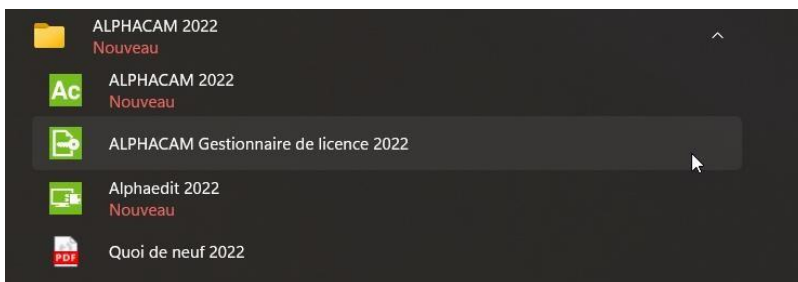 ALPHACAM 2022
Nouveau
Ac
ALPHACAM 2022
Nouveau
ALPHACAM Gestionnaire de licence 2022
Alphaedit 2022
Nouveau
PDF
Quoi de neuf 2022